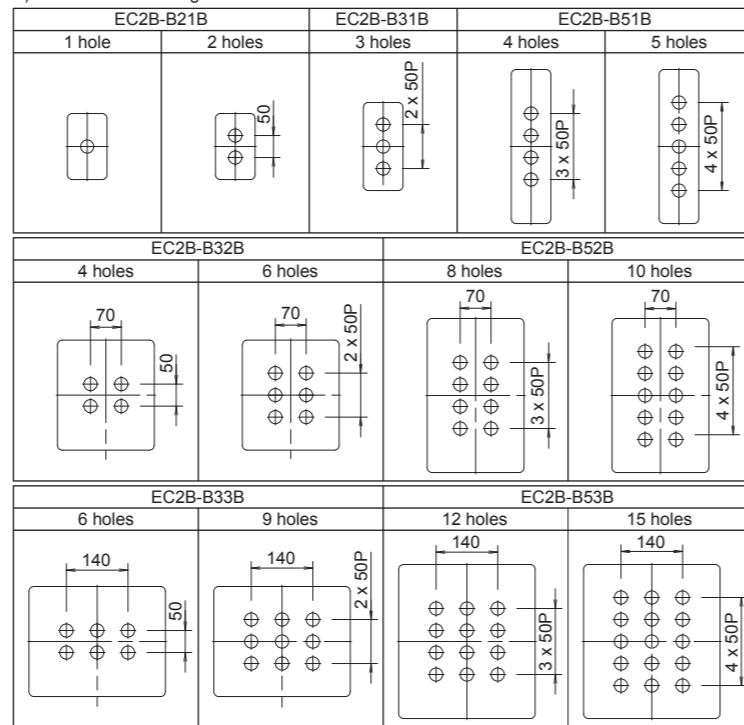 EC2B-B21B EC2B-B31B EC2B-B51B
1 hole 2 holes 3 holes 4 holes 5 holes
50 2 x 50P 3 x 50P 4 x 50P
EC2B-B32B EC2B-B52B
4 holes 6 holes 8 holes 10 holes
70 70 70 70
50 2 x 50P 3 x 50P 4 x 50P
EC2B-B33B EC2B-B53B
6 holes 9 holes 12 holes 15 holes
140 140 140 140
50 2 x 50P 3 x 50P 4 x 50P